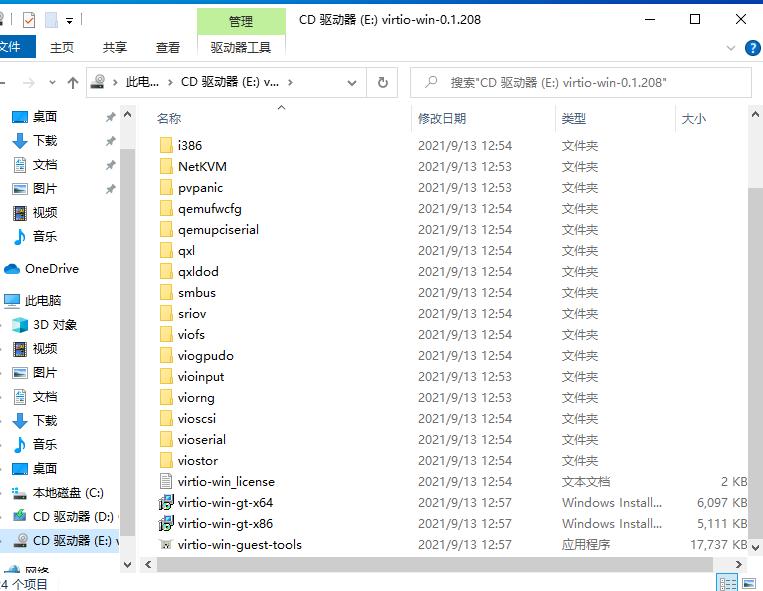 管理
CD 驱动器 (E:) virtio-win-0.1.208
文件
主页
共享
查看
驱动器工具
此电... CD 驱动器 (E:) v...
搜索"CD 驱动器 (E:) virtio-win-0.1.208"
桌面
下载
文档
图片
视频
音乐
OneDrive
此电脑
3D 对象
视频
图片
文档
下载
音乐
桌面
本地磁盘 (C:)
CD 驱动器 (D:)
CD 驱动器 (E:) v
网络
名称 修改日期 类型 大小
i386 2021/9/13 12:54 文件夹
NetKVM 2021/9/13 12:53 文件夹
pvpanic 2021/9/13 12:53 文件夹
qemufwcfg 2021/9/13 12:54 文件夹
qemupciserial 2021/9/13 12:54 文件夹
qxl 2021/9/13 12:54 文件夹
qxldod 2021/9/13 12:54 文件夹
smbus 2021/9/13 12:54 文件夹
sriov 2021/9/13 12:54 文件夹
viofs 2021/9/13 12:54 文件夹
viogpudo 2021/9/13 12:54 文件夹
vioinput 2021/9/13 12:53 文件夹
viorng 2021/9/13 12:53 文件夹
vioscsi 2021/9/13 12:54 文件夹
vioserial 2021/9/13 12:54 文件夹
viostor 2021/9/13 12:54 文件夹
virtio-win_license 2021/9/13 12:54 文本文档 2 KB
virtio-win-gt-x64 2021/9/13 12:57 Windows Install... 6,097 KB
virtio-win-gt-x86 2021/9/13 12:57 Windows Install... 5,111 KB
virtio-win-guest-tools 2021/9/13 12:57 应用程序 17,737 KB
4 个项目